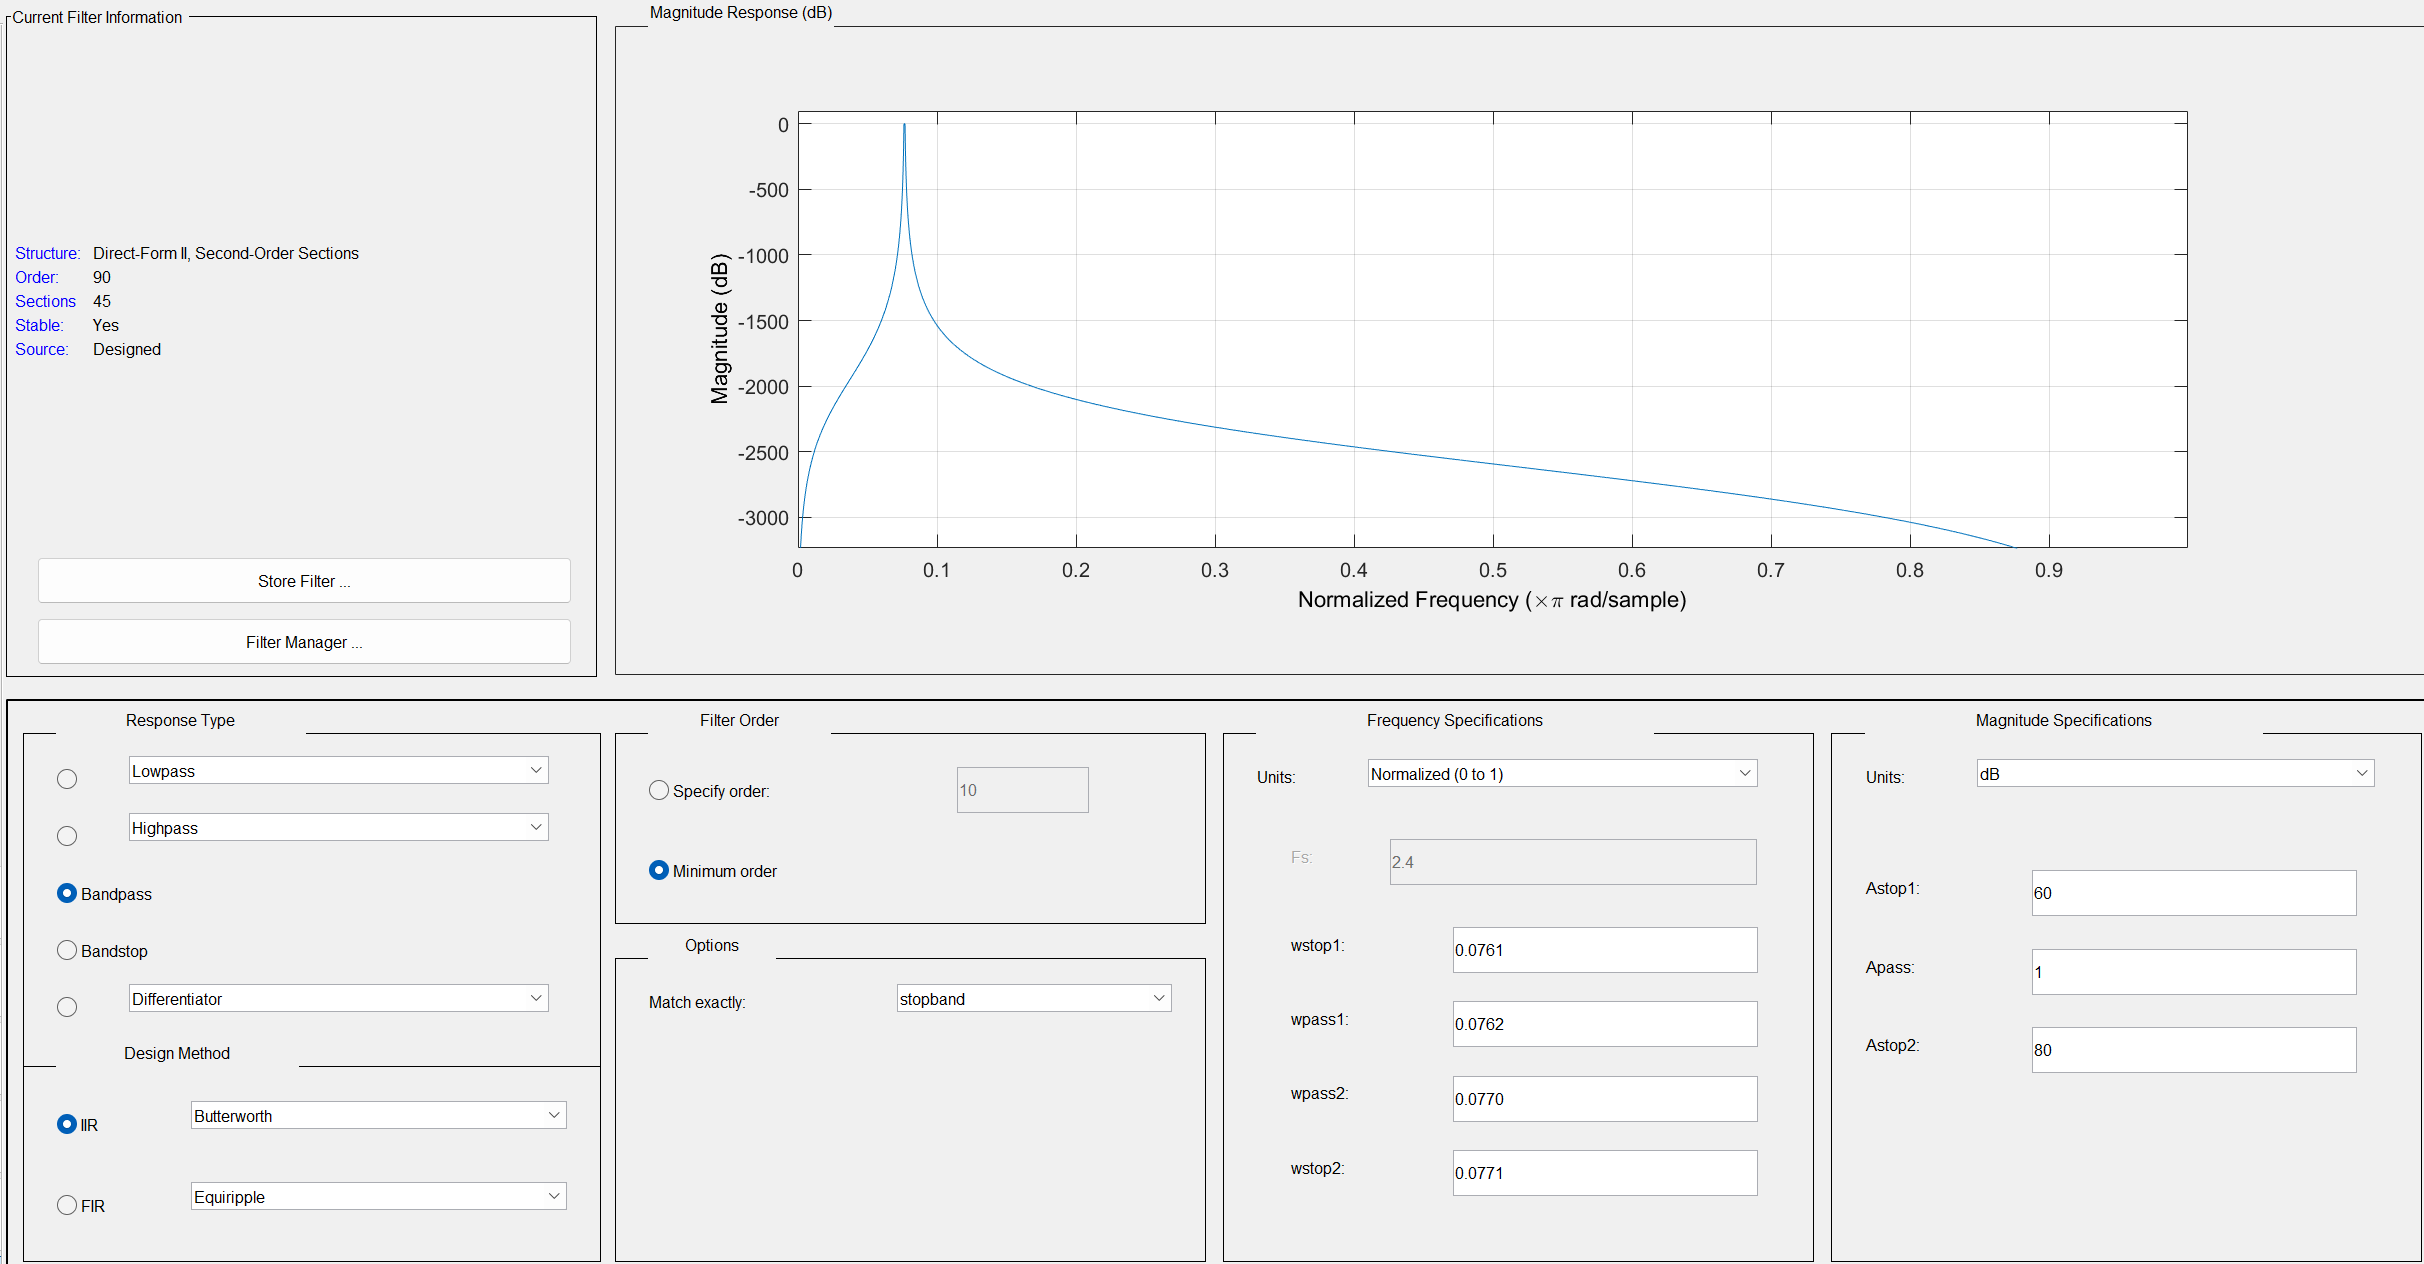 Current Filter Information
Structure: Direct-Form II, Second-Order Sections
Order: 90
Sections 45
Stable: Yes
Source: Designed
Store Filter ...
Filter Manager ...
Magnitude Response (dB)
Magnitude (dB)
0
-500
-1000
-1500
-2000
-2500
-3000
0 0.1 0.2 0.3 0.4 0.5 0.6 0.7 0.8 0.9
Normalized Frequency (×π rad/sample)
Response Type
Lowpass
Highpass
Bandpass
Bandstop
Differentiator
Design Method
IIR Butterworth
FIR Equiripple
Filter Order
Specify order: 10
Minimum order
Options
Match exactly: stopband
Frequency Specifications
Units: Normalized (0 to 1)
Fs: 2.4
wstop1: 0.0761
wpass1: 0.0762
wpass2: 0.0770
wstop2: 0.0771
Magnitude Specifications
Units: dB
Astop1: 60
Apass: 1
Astop2: 80